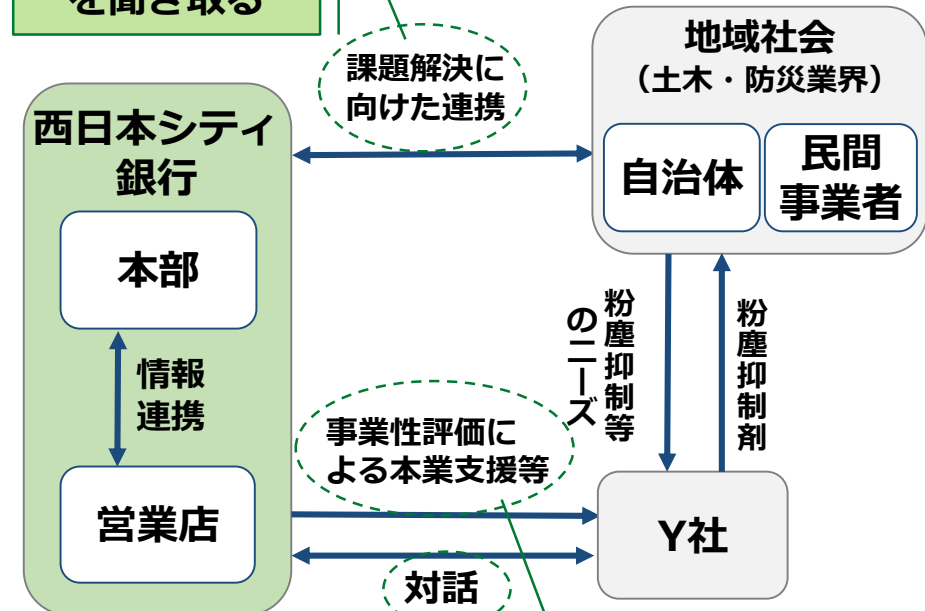 を聞き取る
課題解決に
向けた連携
地域社会
（土木・防災業界）
自治体
民間
事業者
西日本シティ
銀行
本部
情報
連携
営業店
事業性評価に
よる本業支援等
対話
粉塵抑制等
のニーズ
粉塵抑制剤
Y社